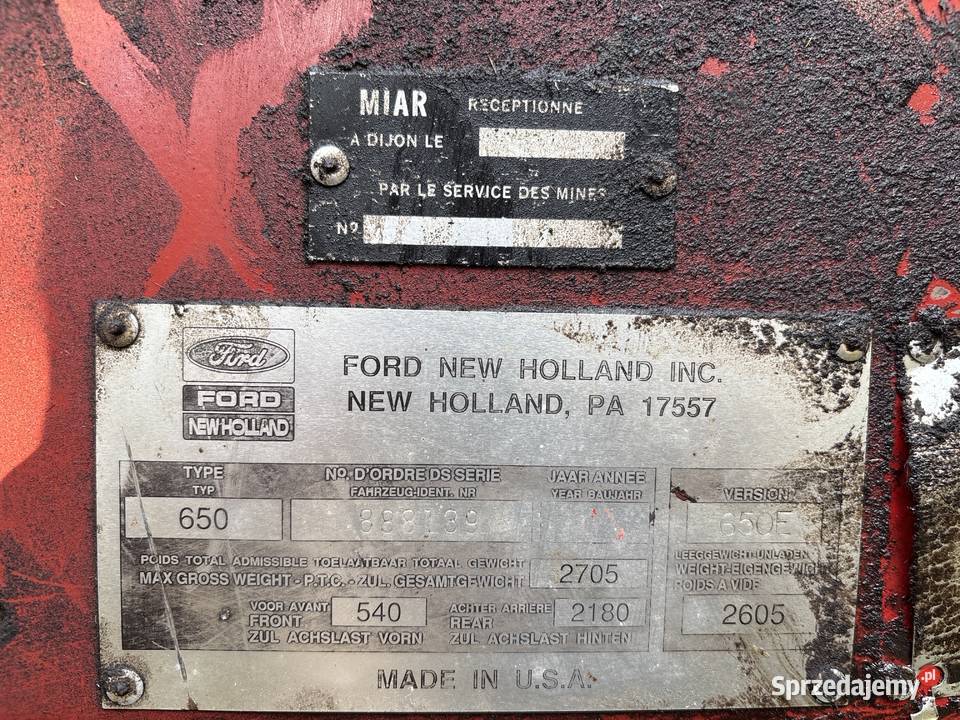 MIAR RECEPTIONNE
A DIJON LE
PAR LE SERVICE DES MINES
Nº
Ford
FORD
NEW HOLLAND
FORD NEW HOLLAND INC.
NEW HOLLAND, PA 17557
TYPE
TYP
650
Nº. D'ORDRE DS SERIE
FAHRZEUG-IDENT. NR
JAAR ANNEE
YEAR BAUJAHR
VERSION
650E
POIDS TOTAL ADMISSIBLE TOELAATBAAR TOTAAL GEWICHT
MAX GROSS WEIGHT - P.T.C. - ZUL. GESAMTGEWICHT
2705
LEEGGEWICHT-UNLADEN
WEIGHT-EIGENGEWICHT
POIDS A VIDE
2605
VOOR AVANT
FRONT
ZUL ACHSLAST VORN
540
ACHTER ARRIERE
REAR
ZUL ACHSLAST HINTEN
2180
MADE IN U.S.A.
Sprzedajemy.pl